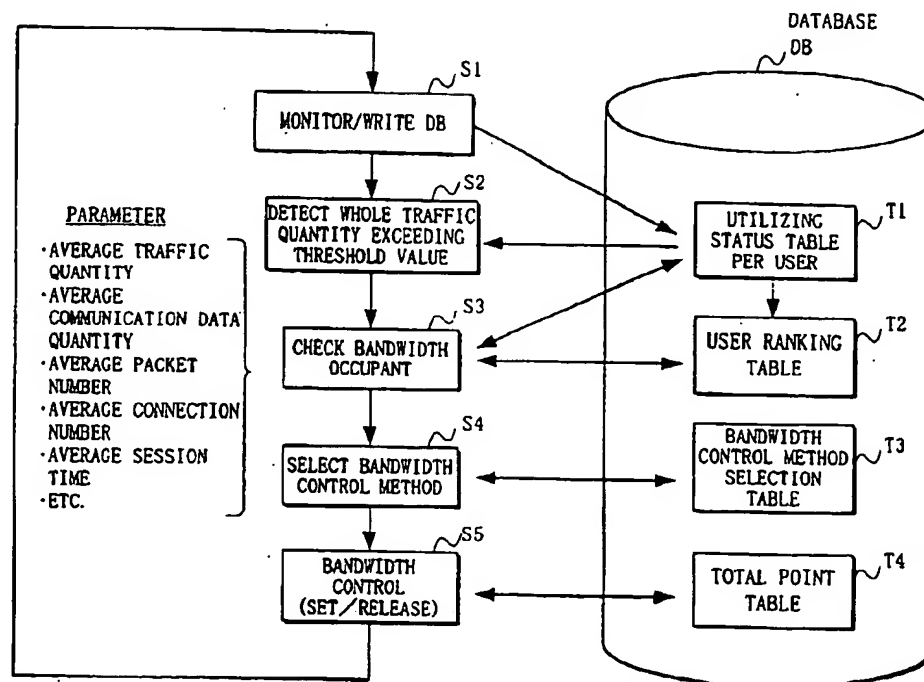 DATABASE
DB
S1
MONITOR/WRITE DB
S2
DETECT WHOLE TRAFFIC
QUANTITY EXCEEDING
THRESHOLD VALUE
PARAMETER
·AVERAGE TRAFFIC
QUANTITY
·AVERAGE
COMMUNICATION DATA
QUANTITY
·AVERAGE PACKET
NUMBER
·AVERAGE CONNECTION
NUMBER
·AVERAGE SESSION
TIME
·ETC.
S3
CHECK BANDWIDTH
OCCUPANT
S4
SELECT BANDWIDTH
CONTROL METHOD
S5
BANDWIDTH
CONTROL
(SET/RELEASE)
T1
UTILIZING
STATUS TABLE
PER USER
T2
USER RANKING
TABLE
T3
BANDWIDTH
CONTROL METHOD
SELECTION
TABLE
T4
TOTAL POINT
TABLE